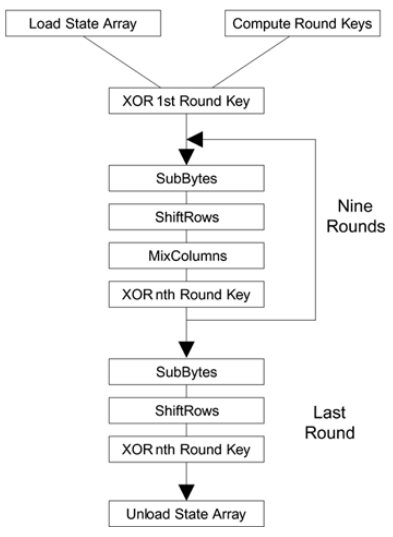 Load State Array
Compute Round Keys
XOR 1st Round Key
SubBytes
ShiftRows
MixColumns
XOR nth Round Key
Nine
Rounds
SubBytes
ShiftRows
XOR nth Round Key
Last
Round
Unload State Array